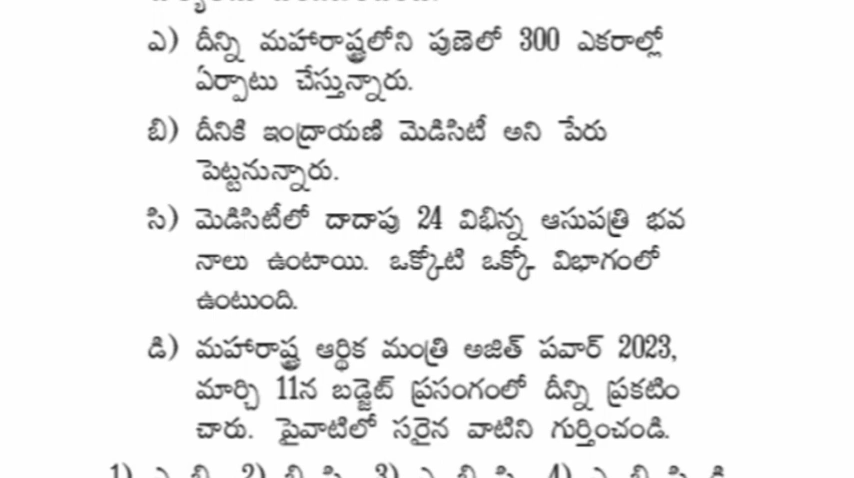 ఎ) దీన్ని మహారాష్ట్రలోని పుణెలో 300 ఎకరాల్లో
ఏర్పాటు చేస్తున్నారు.
బి) దీనికి ఇంద్రాయణి మెడిసిటీ అని పేరు
పెట్టనున్నారు.
సి) మెడిసిటీలో దాదాపు 24 విభిన్న ఆసుపత్రి భవ
నాలు ఉంటాయి. ఒక్కోటి ఒక్కో విభాగంలో
ఉంటుంది.
డి) మహారాష్ట్ర ఆర్థిక మంత్రి అజిత్ పవార్ 2023,
మార్చి 11న బడ్జెట్ ప్రసంగంలో దీన్ని ప్రకటిం
చారు. పైవాటిలో సరైన వాటిని గుర్తించండి.